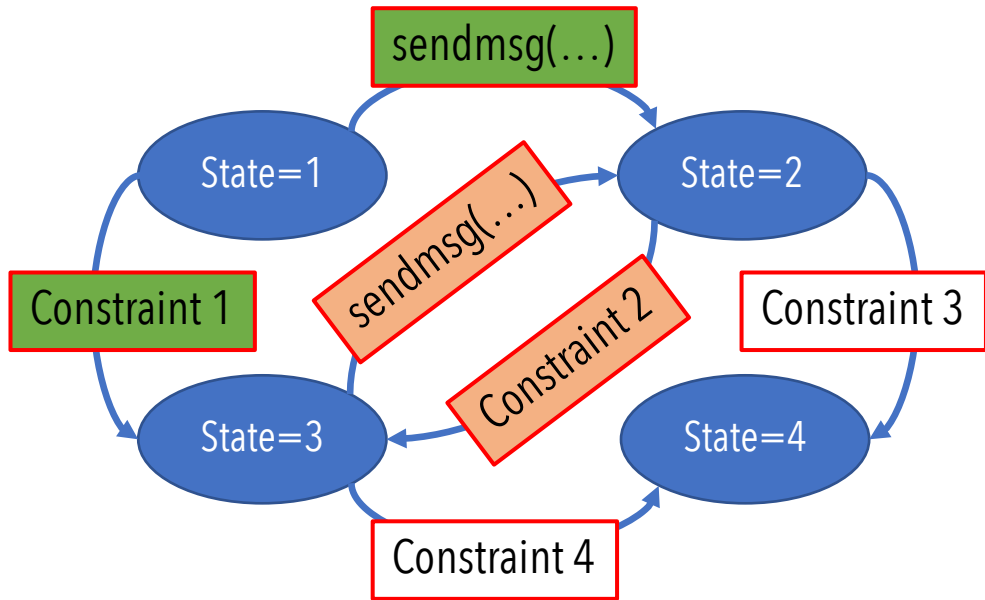 sendmsg(...)
State=1
State=2
sendmsg(...)
Constraint 1
Constraint 2
Constraint 3
State=3
State=4
Constraint 4